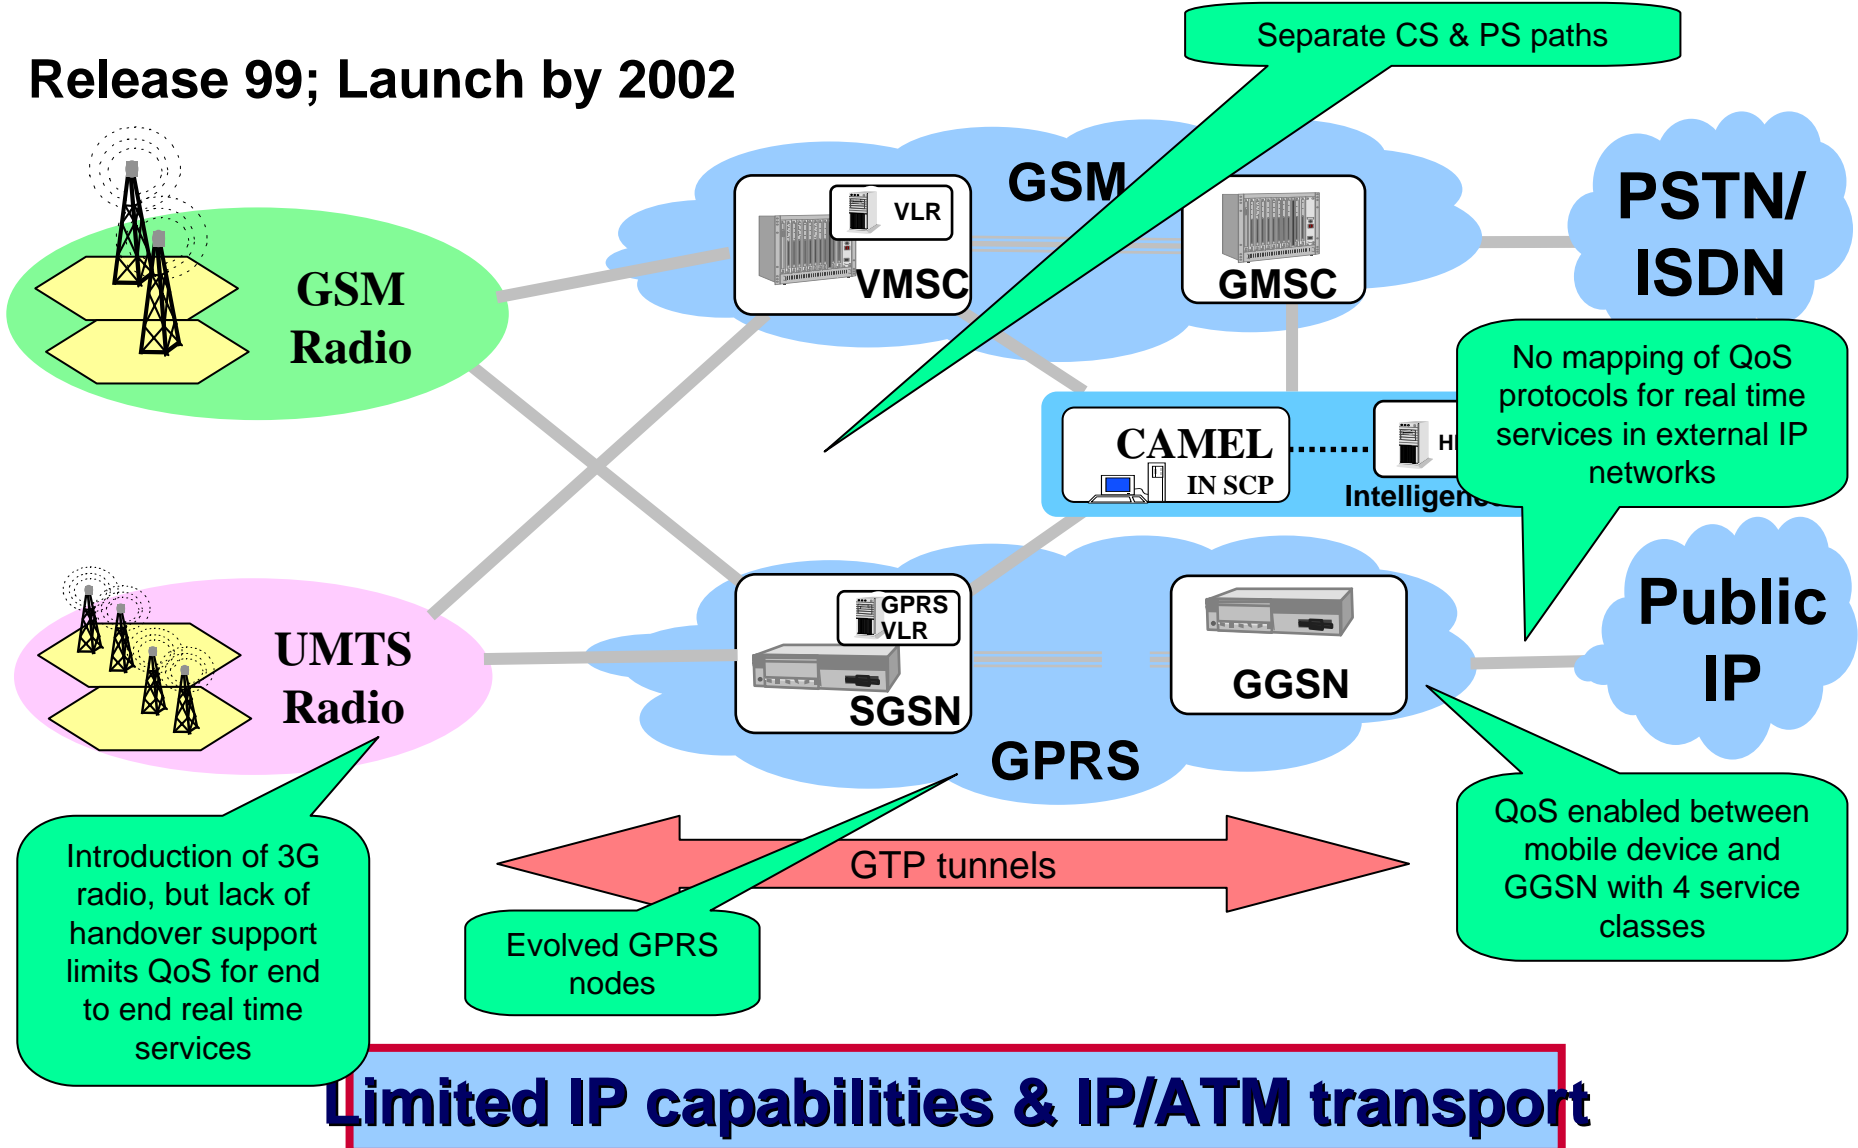 Separate CS & PS paths
Release 99; Launch by 2002
GSM
PSTN/
ISDN
VLR
VMSC
GMSC
GSM
Radio
No mapping of QoS
protocols for real time
services in external IP
networks
CAMEL
IN SCP
Intelligenc
UMTS
Radio
GPRS
VLR
SGSN
GGSN
GPRS
Public
IP
GTP tunnels
Introduction of 3G
radio, but lack of
handover support
limits QoS for end
to end real time
services
Evolved GPRS
nodes
QoS enabled between
mobile device and
GGSN with 4 service
classes
Limited IP capabilities & IP/ATM transport